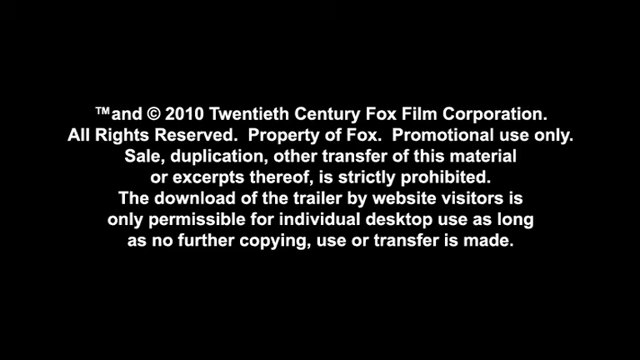 ™and © 2010 Twentieth Century Fox Film Corporation.
All Rights Reserved.  Property of Fox.  Promotional use only.
Sale, duplication, other transfer of this material
or excerpts thereof, is strictly prohibited.
The download of the trailer by website visitors is
only permissible for individual desktop use as long
as no further copying, use or transfer is made.